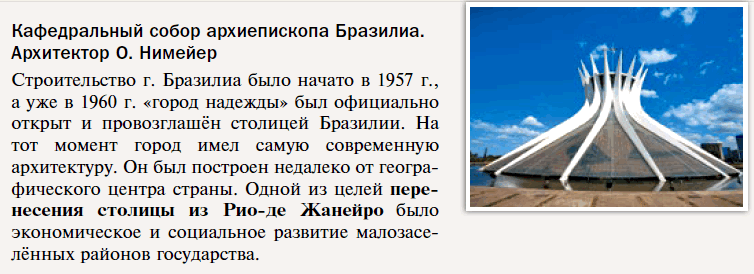 Кафедральный собор архиепископа Бразилиа.
Архитектор О. Нимейер
Строительство г. Бразилиа было начато в 1957 г.,
а уже в 1960 г. «город надежды» был официально
открыт и провозглашён столицей Бразилии. На
тот момент город имел самую современную
архитектуру. Он был построен недалеко от геогра-
фического центра страны. Одной из целей пере-
несения столицы из Рио-де Жанейро было
экономическое и социальное развитие малозасе-
лённых районов государства.